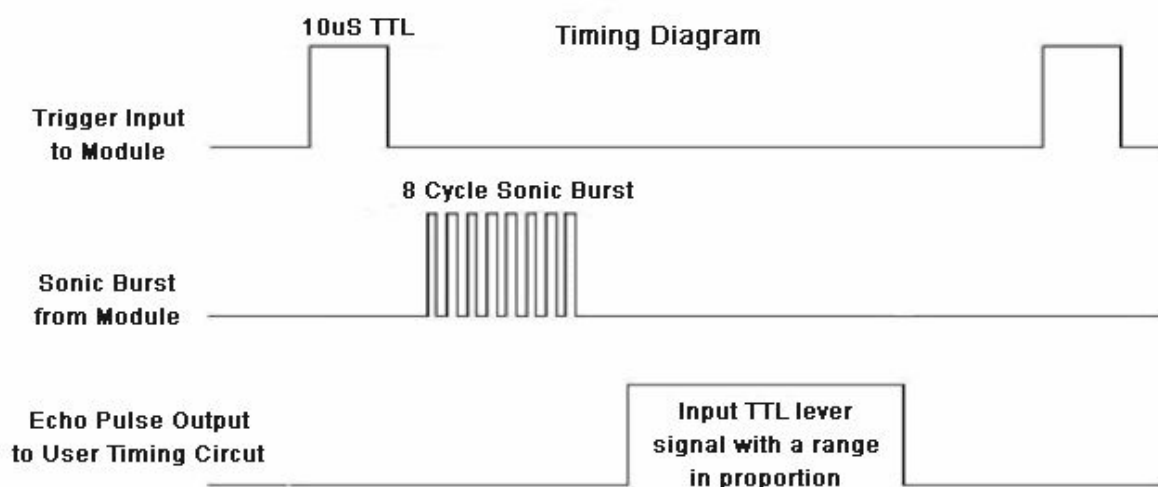 10uS TTL
Timing Diagram
Trigger Input
to Module
8 Cycle Sonic Burst
Sonic Burst
from Module
Echo Pulse Output
to User Timing Circut
Input TTL lever
signal with a range
in proportion